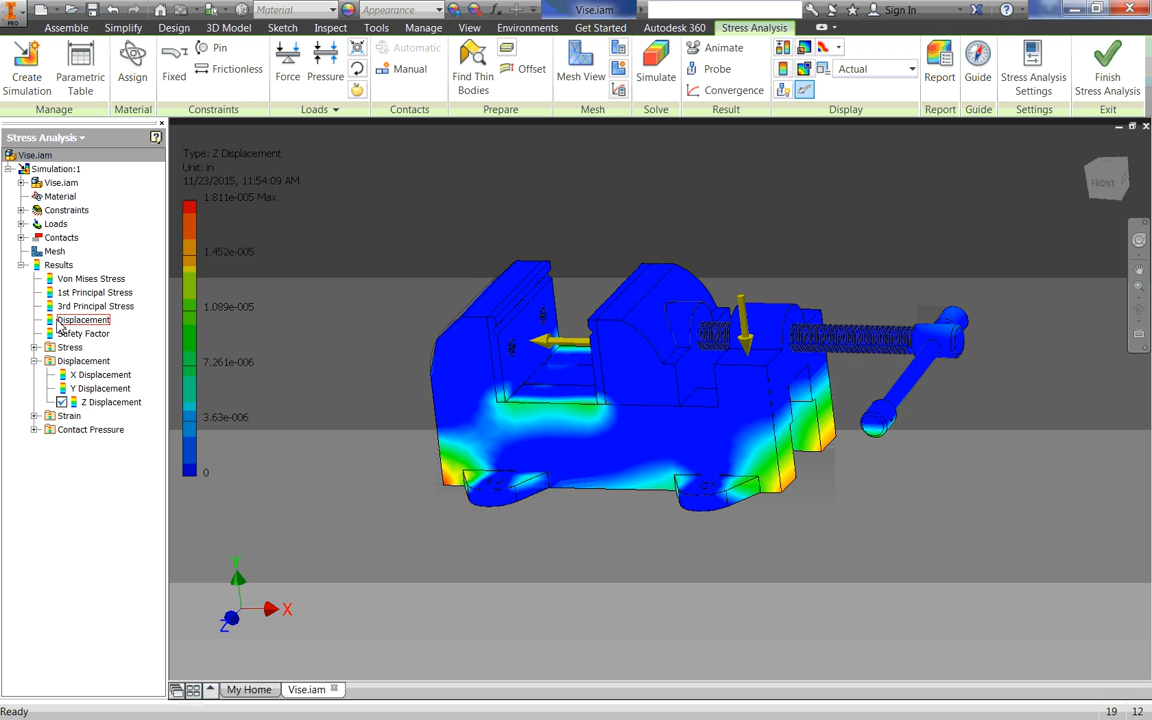 PRO
Material
Appearance
fx
Vise.iam
Sign In
Assemble Simplify Design 3D Model Sketch Inspect Tools Manage View Environments Get Started Autodesk 360 Stress Analysis
Create Simulation
Parametric Table
Assign
Fixed
Pin
Frictionless
Force
Pressure
Automatic
Manual
Find Thin Bodies
Offset
Mesh View
Simulate
Animate
Probe
Convergence
Actual
Report
Guide
Stress Analysis Settings
Finish Stress Analysis
Manage Material Constraints Loads Contacts Prepare Mesh Solve Result Display Report Guide Settings Exit
Stress Analysis
Vise.iam
Simulation:1
Vise.iam
Material
Constraints
Loads
Contacts
Mesh
Results
Von Mises Stress
1st Principal Stress
3rd Principal Stress
Displacement
Safety Factor
Stress
Displacement
X Displacement
Y Displacement
Z Displacement
Strain
Contact Pressure
Type: Z Displacement
Unit: in
11/23/2015, 11:54:09 AM
1.811e-005 Max
1.452e-005
1.089e-005
7.261e-006
3.63e-006
0
FRONT
Y
X
Z
My Home
Vise.iam
Ready
19 12